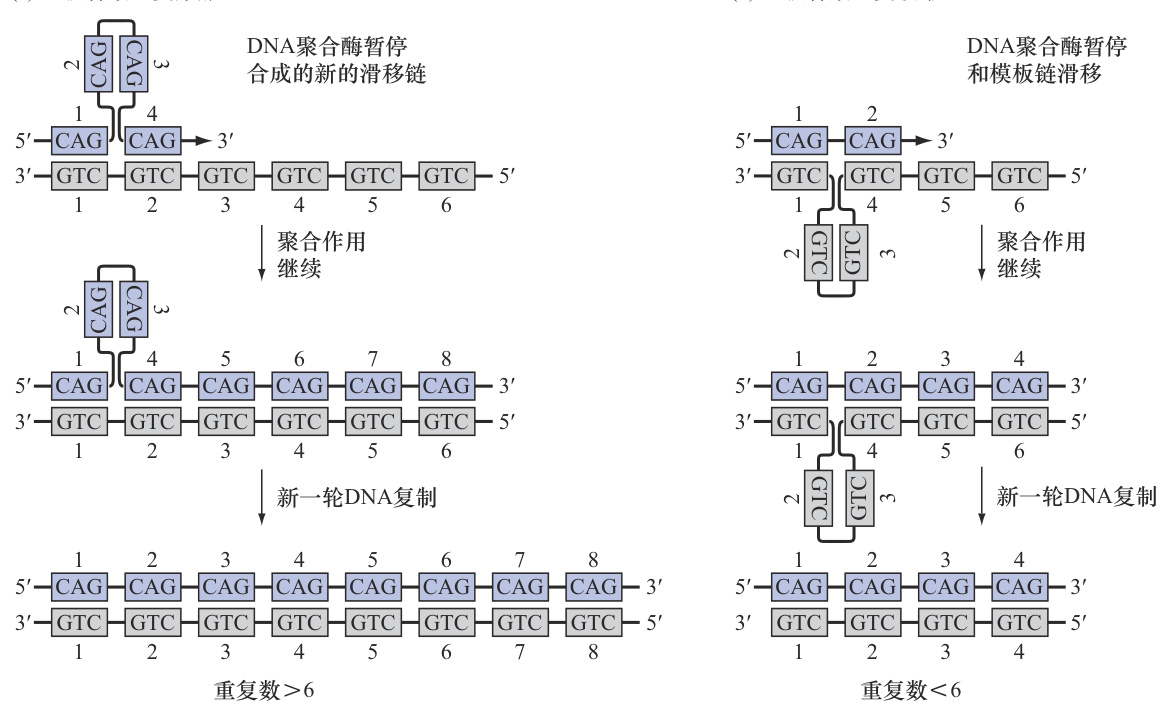 DNA聚合酶暂停
合成的新的滑移链
2 CAG CAG 3
1 4
5′ CAG CAG 3′
3′ GTC GTC GTC GTC GTC GTC 5′
1 2 3 4 5 6
聚合作用
继续
2 CAG CAG 3
1 4 5 6 7 8
5′ CAG CAG CAG CAG CAG CAG 3′
3′ GTC GTC GTC GTC GTC GTC 5′
1 2 3 4 5 6
新一轮DNA复制
1 2 3 4 5 6 7 8
5′ CAG CAG CAG CAG CAG CAG CAG CAG 3′
3′ GTC GTC GTC GTC GTC GTC GTC GTC 5′
1 2 3 4 5 6 7 8
重复数>6
DNA聚合酶暂停
和模板链滑移
1 2
5′ CAG CAG 3′
3′ GTC GTC GTC GTC 5′
1 4 5 6
2 GTC GTC 3
聚合作用
继续
1 2 3 4
5′ CAG CAG CAG CAG 3′
3′ GTC GTC GTC GTC 5′
1 4 5 6
2 GTC GTC 3
新一轮DNA复制
1 2 3 4
5′ CAG CAG CAG CAG 3′
3′ GTC GTC GTC GTC 5′
1 2 3 4
重复数<6